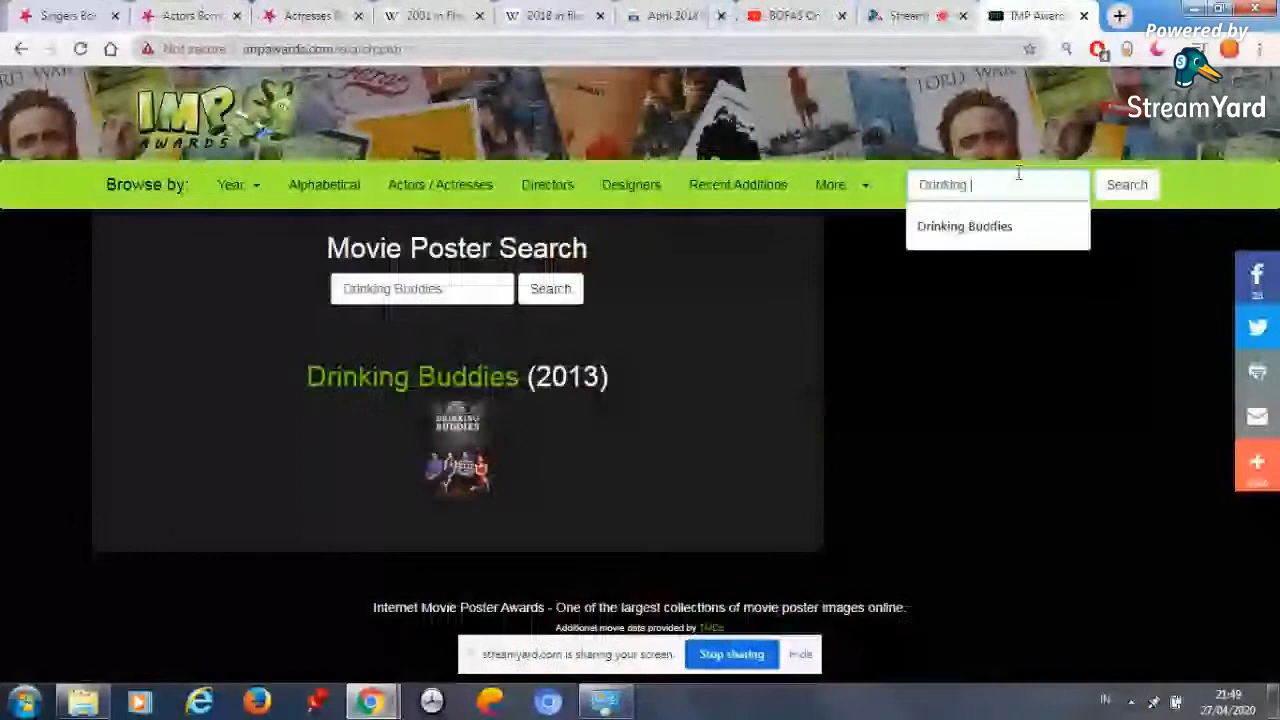 Singers Bo
Actors Born
Actresses B
2001 in film
2018 in film
April 2018
BOFAS Ch
Stream
IMP Awar
Powered by
Not secure
impawards.com
StreamYard
LORD WAR
IMP
AWARDS
Browse by:
Year
Alphabetical
Actors / Actresses
Directors
Designers
Recent Additions
More
Drinking
Search
Drinking Buddies
Movie Poster Search
Drinking Buddies
Search
Drinking Buddies (2013)
DRINKING
BUDDIES
Internet Movie Poster Awards - One of the largest collections of movie poster images online.
Additional movie data provided by TMDb
streamyard.com is sharing your screen.
Stop sharing
Hide
IN
21:49
27/04/2020